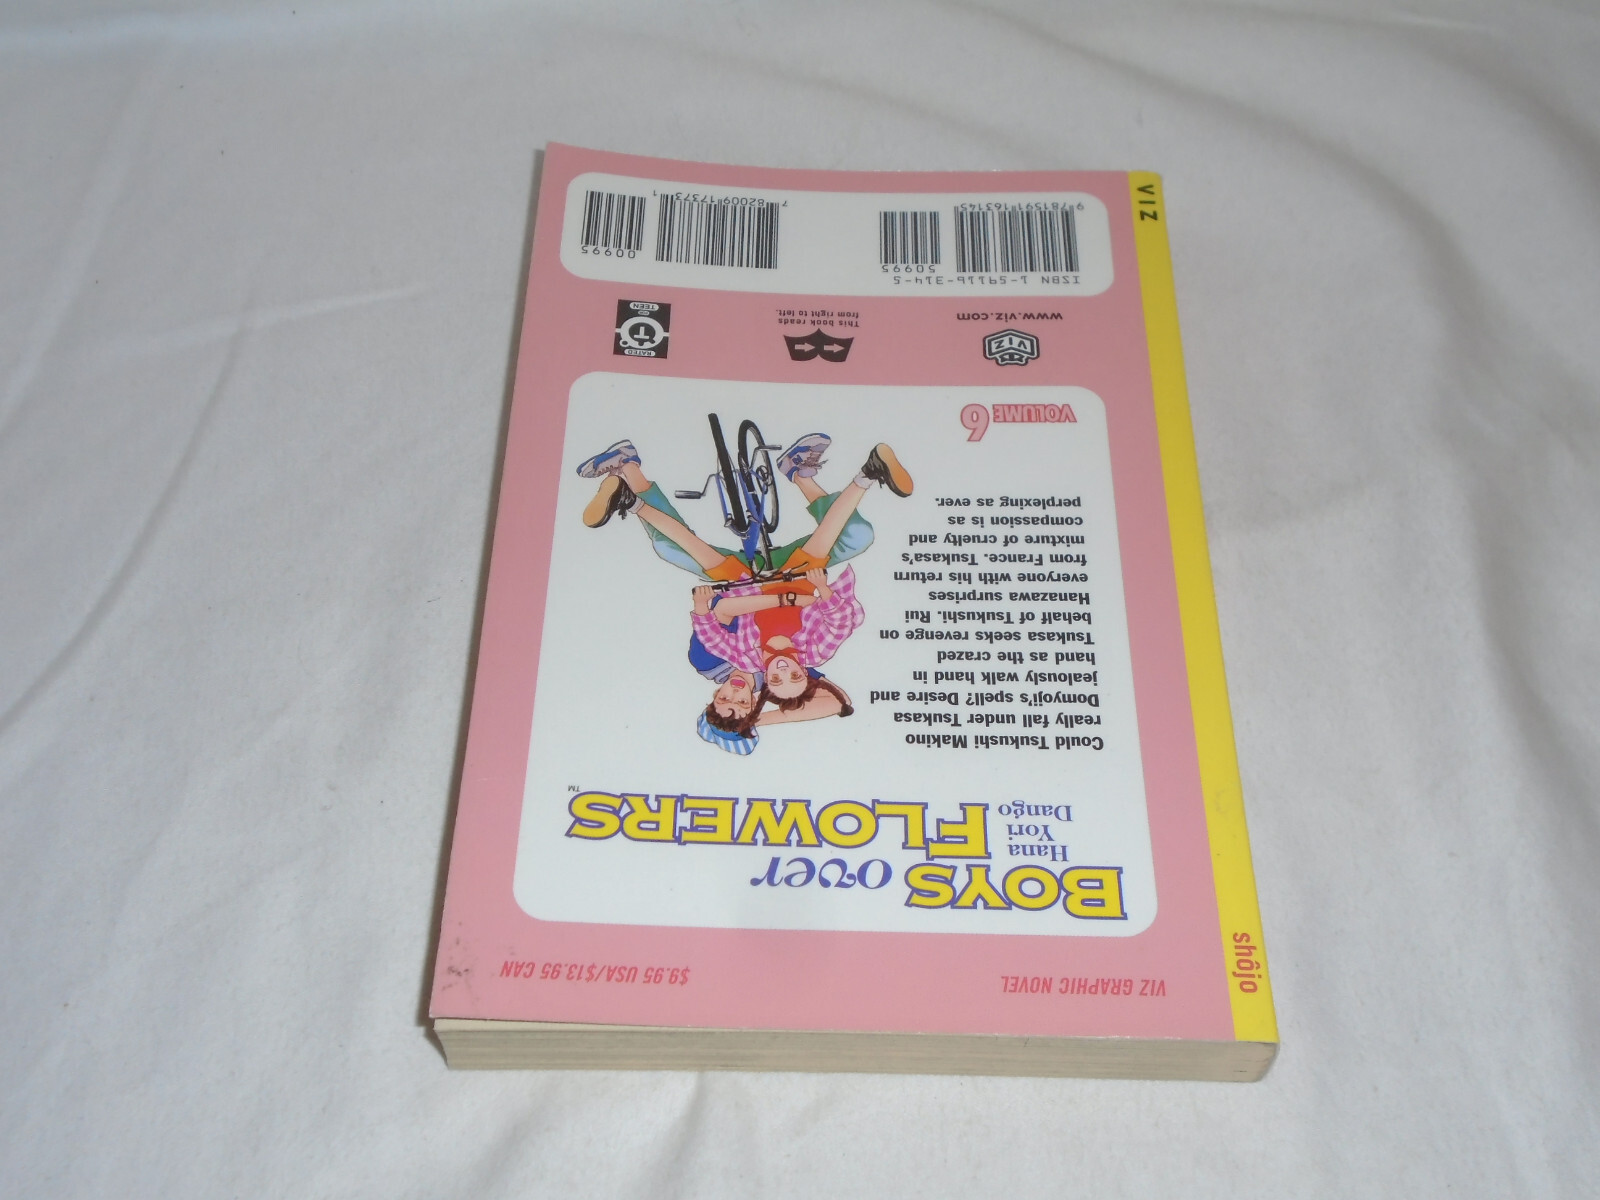 VIZ GRAPHIC NOVEL
$9.95 USA/$13.95 CAN
shôjo
BOYS over
Hana
Yori
Dango
FLOWERS™
Could Tsukushi Makino
really fall under Tsukasa
Domyoji's spell? Desire and
jealously walk hand in
hand as the crazed
Tsukasa seeks revenge on
behalf of Tsukushi. Rui
Hanazawa surprises
everyone with his return
from France. Tsukasa's
mixture of cruelty and
compassion is as
perplexing as ever.
VOLUME 6
VIZ
www.viz.com
This book reads
from right to left.
RATED
T
TEEN
ISBN 1-59116-314-5
50995
9 781591 163145
00995
7 82009 17373 1
VIZ